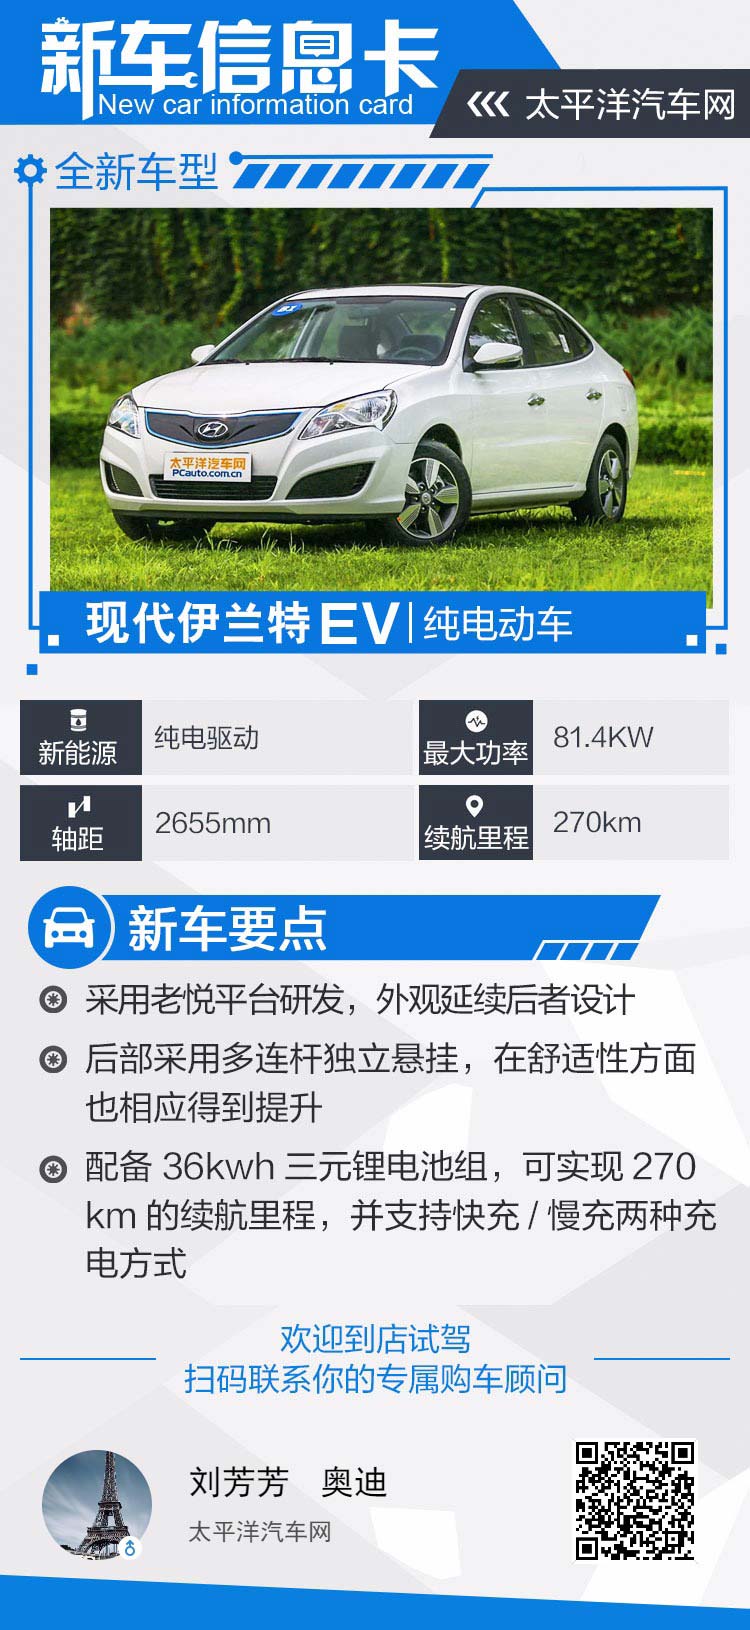 新车信息卡
New car information card
太平洋汽车网
全新车型
太平洋汽车网
PCauto.com.cn
现代伊兰特EV|纯电动车
新能源
纯电驱动
最大功率
81.4KW
轴距
2655mm
续航里程
270km
新车要点
采用老悦平台研发，外观延续后者设计
后部采用多连杆独立悬挂，在舒适性方面
也相应得到提升
配备 36kwh 三元锂电池组，可实现 270
km 的续航里程，并支持快充 / 慢充两种充
电方式
欢迎到店试驾
扫码联系你的专属购车顾问
刘芳芳 奥迪
太平洋汽车网